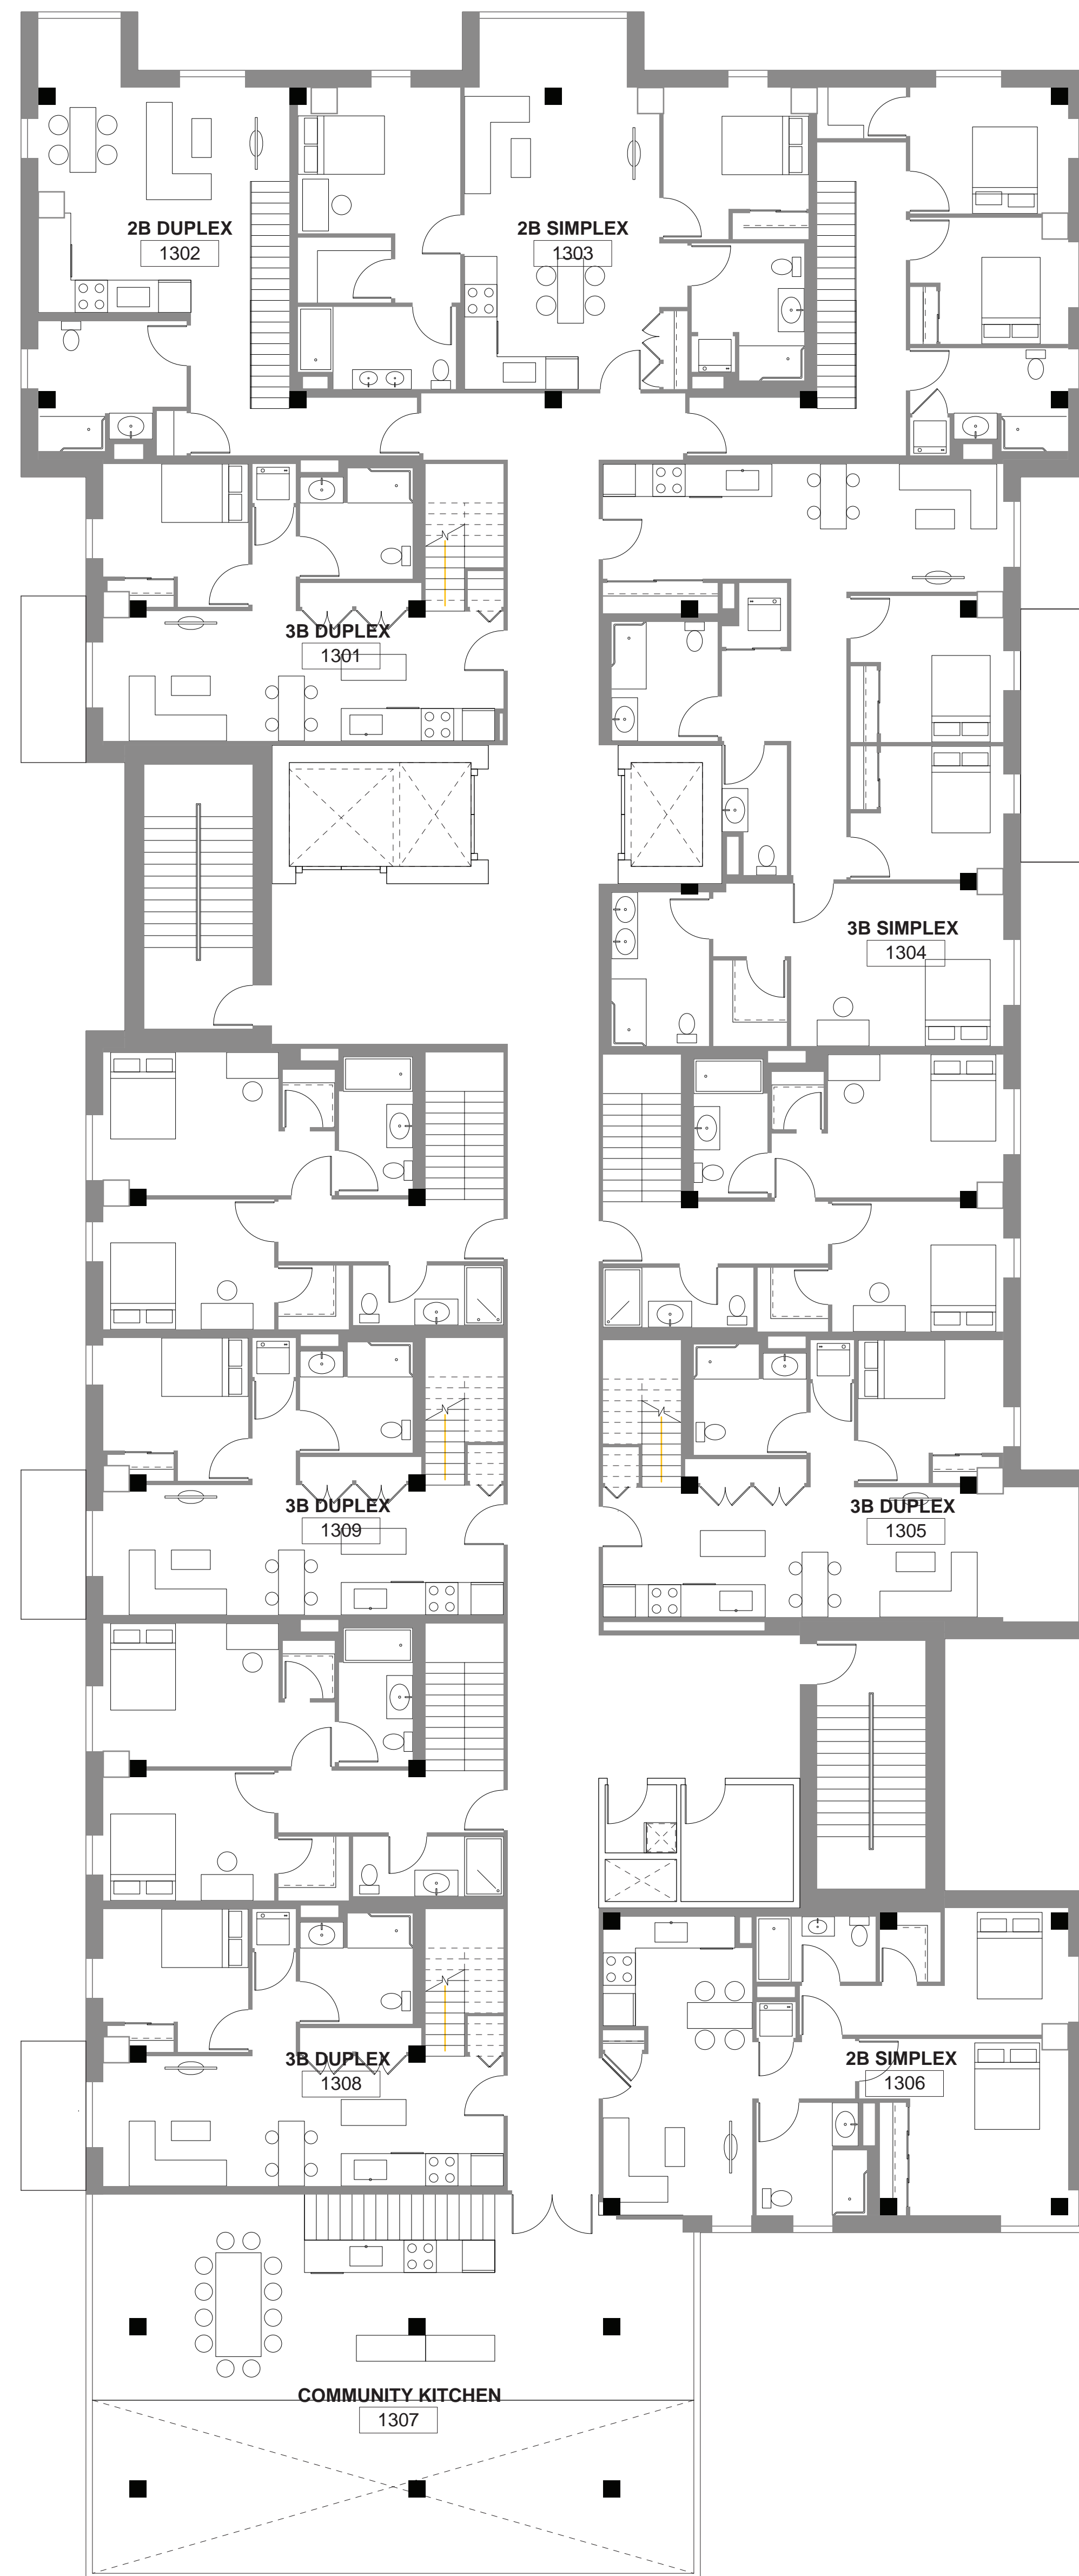 2B DUPLEX
1302
2B SIMPLEX
1303
3B DUPLEX
1301
3B SIMPLEX
1304
3B DUPLEX
1309
3B DUPLEX
1305
3B DUPLEX
1308
2B SIMPLEX
1306
COMMUNITY KITCHEN
1307